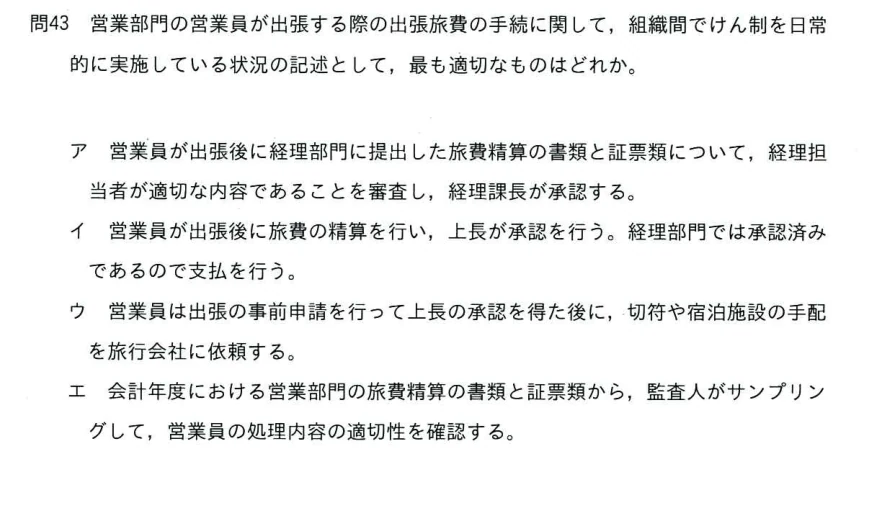 問43　営業部門の営業員が出張する際の出張旅費の手続に関して，組織間でけん制を日常
的に実施している状況の記述として，最も適切なものはどれか。
ア　営業員が出張後に経理部門に提出した旅費精算の書類と証票類について，経理担
当者が適切な内容であることを審査し，経理課長が承認する。
イ　営業員が出張後に旅費の精算を行い，上長が承認を行う。経理部門では承認済み
であるので支払を行う。
ウ　営業員は出張の事前申請を行って上長の承認を得た後に，切符や宿泊施設の手配
を旅行会社に依頼する。
エ　会計年度における営業部門の旅費精算の書類と証票類から，監査人がサンプリン
グして，営業員の処理内容の適切性を確認する。